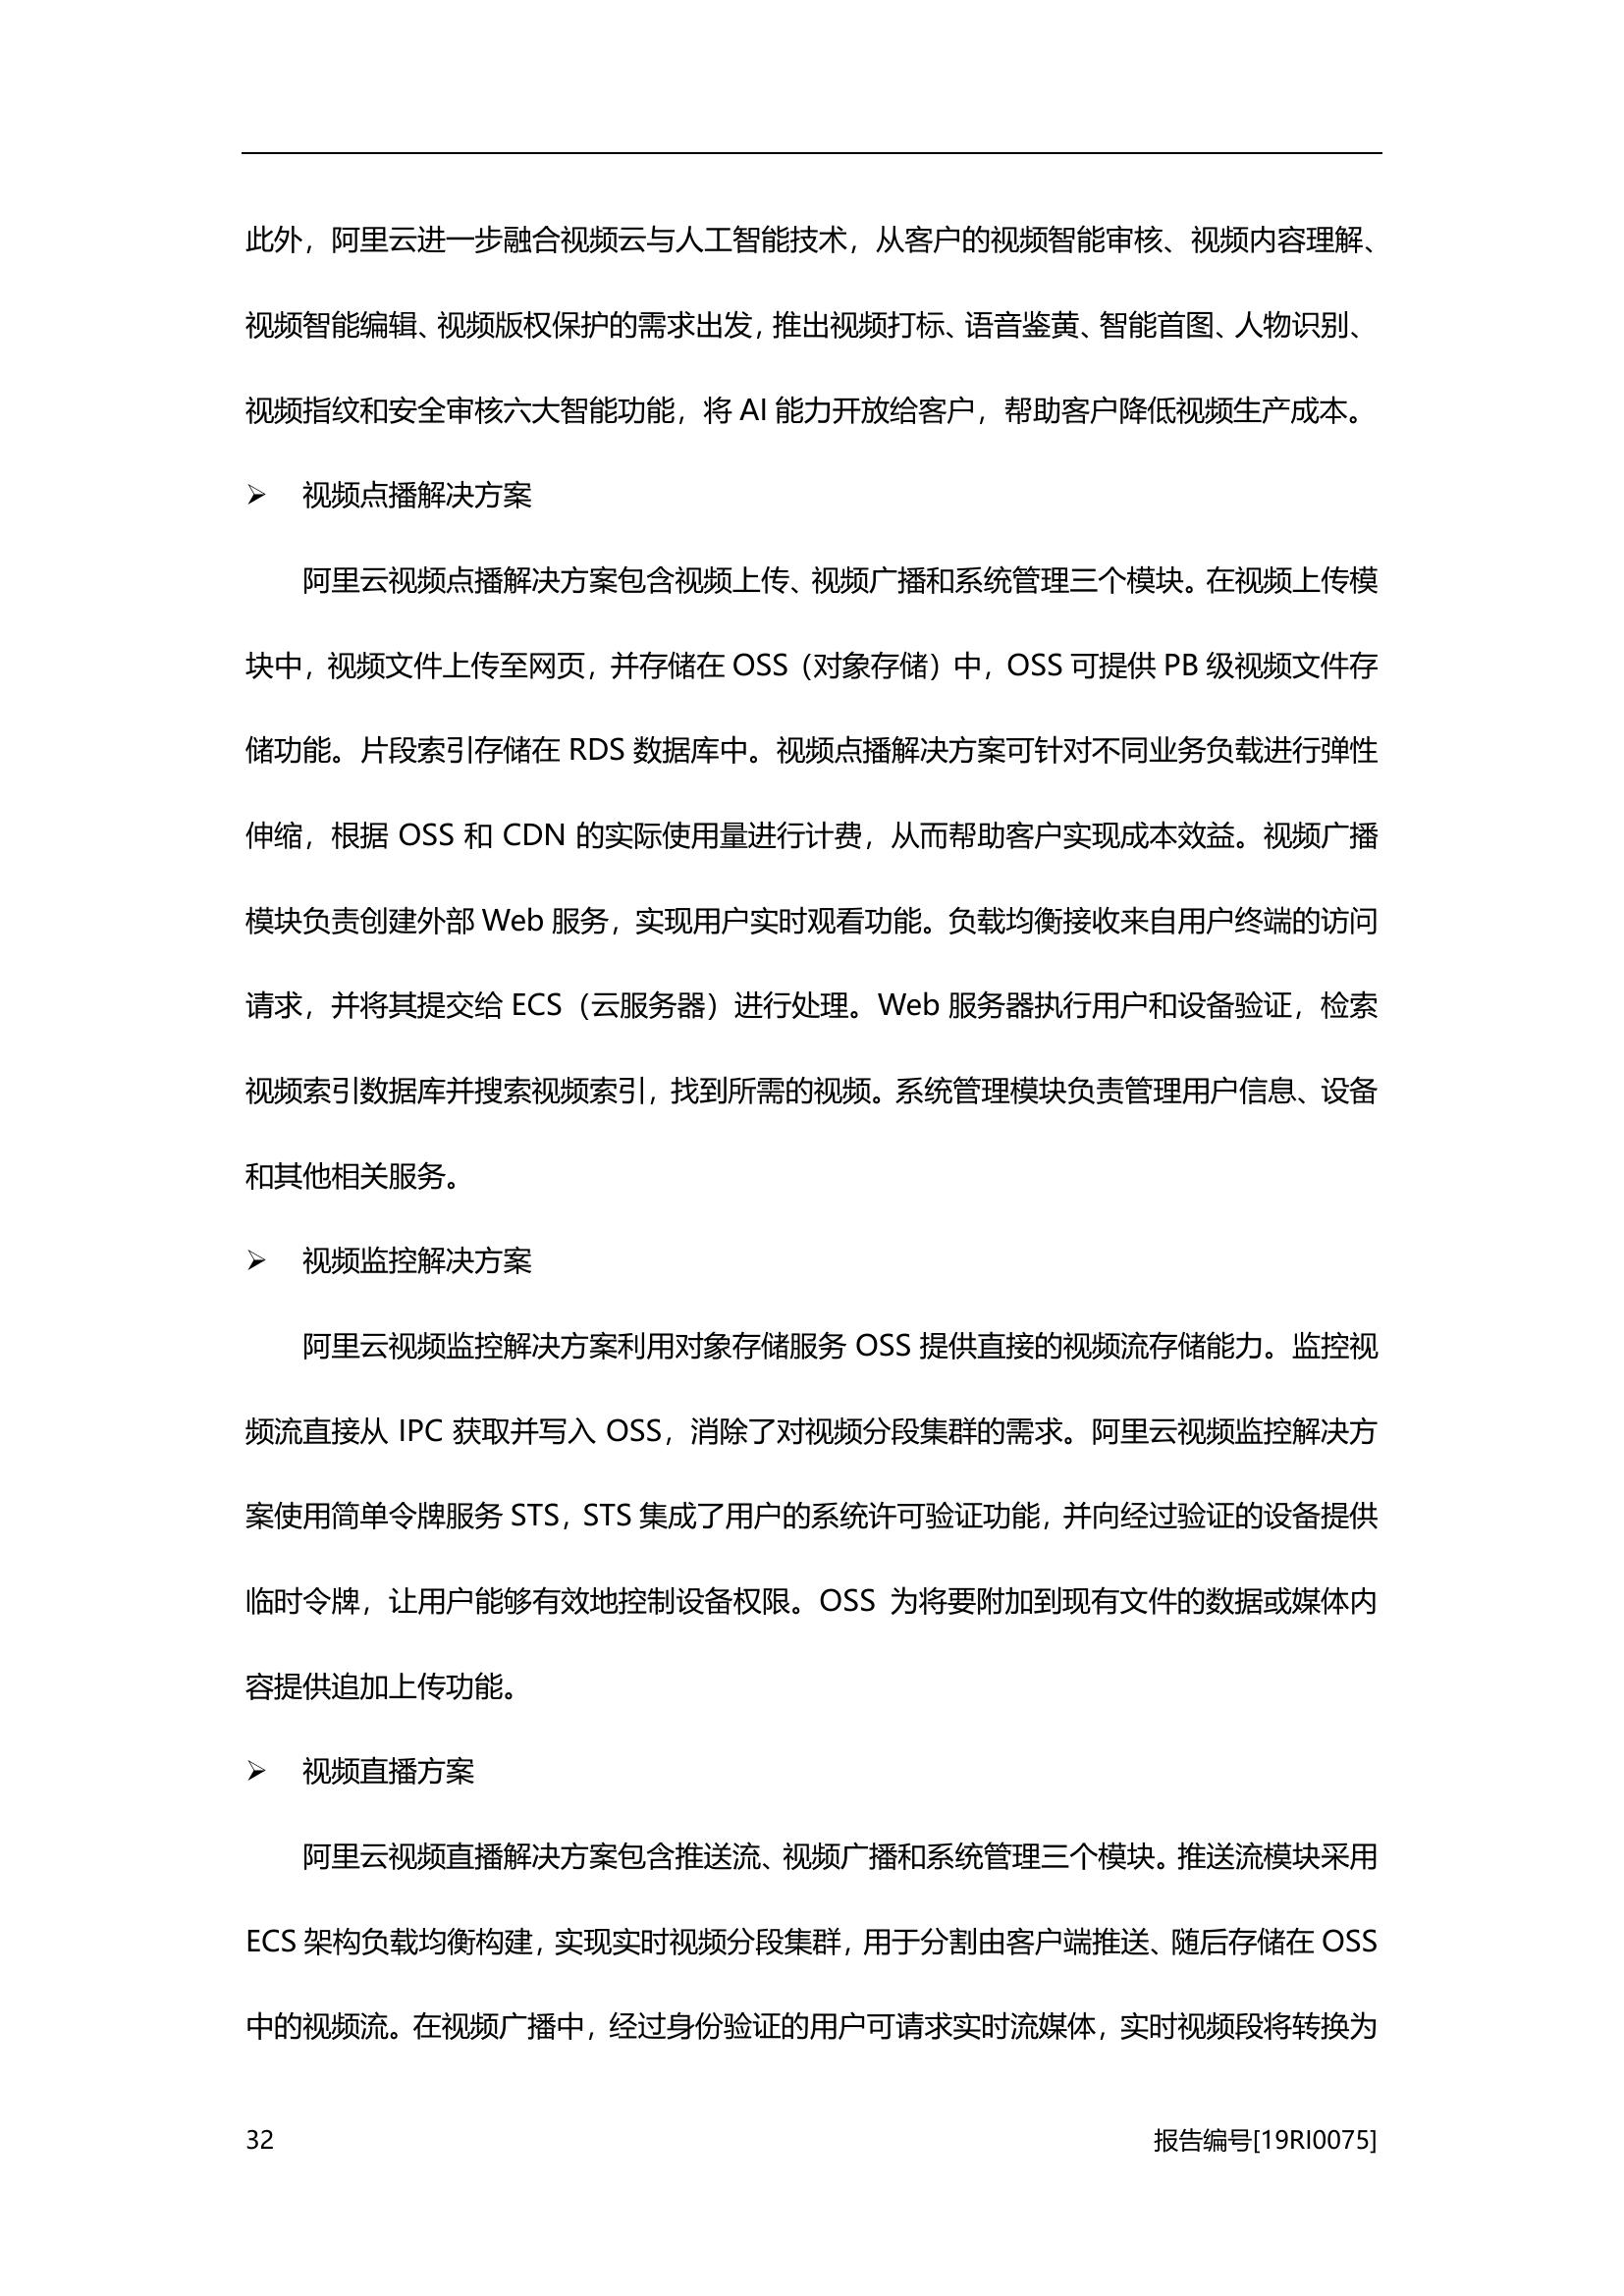 此外，阿里云进一步融合视频云与人工智能技术，从客户的视频智能审核、视频内容理解、
视频智能编辑、视频版权保护的需求出发，推出视频打标、语音鉴黄、智能首图、人物识别、
视频指纹和安全审核六大智能功能，将 AI 能力开放给客户，帮助客户降低视频生产成本。
➢ 视频点播解决方案
阿里云视频点播解决方案包含视频上传、视频广播和系统管理三个模块。在视频上传模
块中，视频文件上传至网页，并存储在 OSS（对象存储）中，OSS 可提供 PB 级视频文件存
储功能。片段索引存储在 RDS 数据库中。视频点播解决方案可针对不同业务负载进行弹性
伸缩，根据 OSS 和 CDN 的实际使用量进行计费，从而帮助客户实现成本效益。视频广播
模块负责创建外部 Web 服务，实现用户实时观看功能。负载均衡接收来自用户终端的访问
请求，并将其提交给 ECS（云服务器）进行处理。Web 服务器执行用户和设备验证，检索
视频索引数据库并搜索视频索引，找到所需的视频。系统管理模块负责管理用户信息、设备
和其他相关服务。
➢ 视频监控解决方案
阿里云视频监控解决方案利用对象存储服务 OSS 提供直接的视频流存储能力。监控视
频流直接从 IPC 获取并写入 OSS，消除了对视频分段集群的需求。阿里云视频监控解决方
案使用简单令牌服务 STS，STS 集成了用户的系统许可验证功能，并向经过验证的设备提供
临时令牌，让用户能够有效地控制设备权限。OSS 为将要附加到现有文件的数据或媒体内
容提供追加上传功能。
➢ 视频直播方案
阿里云视频直播解决方案包含推送流、视频广播和系统管理三个模块。推送流模块采用
ECS 架构负载均衡构建，实现实时视频分段集群，用于分割由客户端推送、随后存储在 OSS
中的视频流。在视频广播中，经过身份验证的用户可请求实时流媒体，实时视频段将转换为
32 报告编号[19RI0075]